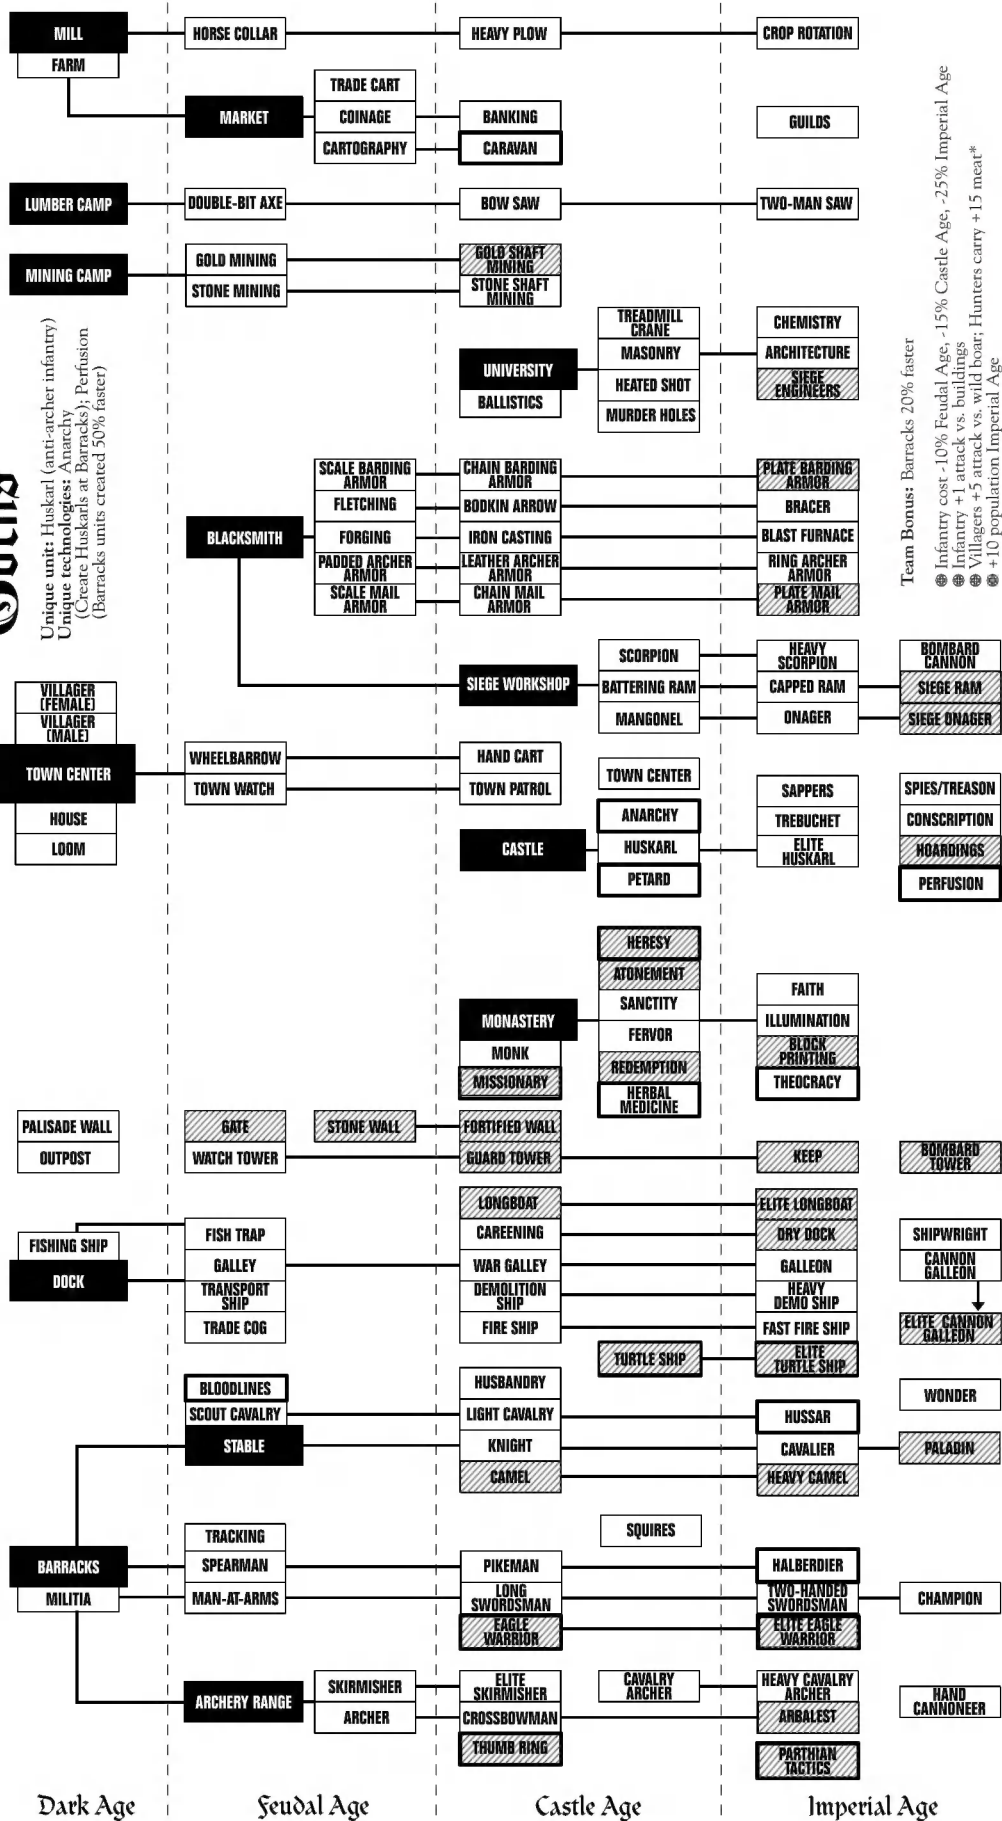 MILL
FARM
HORSE COLLAR
HEAVY PLOW
CROP ROTATION
MARKET
TRADE CART
COINAGE
CARTOGRAPHY
BANKING
CARAVAN
GUILDS
LUMBER CAMP
DOUBLE-BIT AXE
BOW SAW
TWO-MAN SAW
MINING CAMP
GOLD MINING
STONE MINING
GOLD SHAFT
MINING
STONE SHAFT
MINING
UNIVERSITY
BALLISTICS
TREADMILL
CRANE
MASONRY
HEATED SHOT
MURDER HOLES
CHEMISTRY
ARCHITECTURE
SIEGE
ENGINEERS
Unique unit: Huskarl (anti-archer infantry)
Unique technologies: Anarchy
(Create Huskarls at Barracks); Perfusion
(Barracks units created 50% faster)
Team Bonus: Barracks 20% faster
Infantry cost -10% Feudal Age, -15% Castle Age, -25% Imperial Age
Infantry +1 attack vs. buildings
Villagers +5 attack vs. wild boar; Hunters carry +15 meat*
+10 population Imperial Age
BLACKSMITH
SCALE BARDING
ARMOR
FLETCHING
FORGING
PADDED ARCHER
ARMOR
SCALE MAIL
ARMOR
CHAIN BARDING
ARMOR
BODKIN ARROW
IRON CASTING
LEATHER ARCHER
ARMOR
CHAIN MAIL
ARMOR
PLATE BARDING
ARMOR
BRACER
BLAST FURNACE
RING ARCHER
ARMOR
PLATE MAIL
ARMOR
SIEGE WORKSHOP
SCORPION
BATTERING RAM
MANGONEL
HEAVY
SCORPION
CAPPED RAM
ONAGER
BOMBARD
CANNON
SIEGE RAM
SIEGE ONAGER
VILLAGER
(FEMALE)
VILLAGER
(MALE)
TOWN CENTER
HOUSE
LOOM
WHEELBARROW
TOWN WATCH
HAND CART
TOWN PATROL
TOWN CENTER
CASTLE
ANARCHY
HUSKARL
PETARD
SAPPERS
TREBUCHET
ELITE
HUSKARL
SPIES/TREASON
CONSCRIPTION
HOARDINGS
PERFUSION
MONASTERY
MONK
MISSIONARY
HERESY
ATONEMENT
SANCTITY
FERVOR
REDEMPTION
HERBAL
MEDICINE
FAITH
ILLUMINATION
BLOCK
PRINTING
THEOCRACY
PALISADE WALL
OUTPOST
GATE
WATCH TOWER
STONE WALL
FORTIFIED WALL
GUARD TOWER
KEEP
BOMBARD
TOWER
FISHING SHIP
DOCK
FISH TRAP
GALLEY
TRANSPORT
SHIP
TRADE COG
LONGBOAT
CAREENING
WAR GALLEY
DEMOLITION
SHIP
FIRE SHIP
TURTLE SHIP
ELITE LONGBOAT
DRY DOCK
GALLEON
HEAVY
DEMO SHIP
FAST FIRE SHIP
ELITE
TURTLE SHIP
SHIPWRIGHT
CANNON
GALLEON
ELITE CANNON
GALLEON
BLOODLINES
SCOUT CAVALRY
STABLE
HUSBANDRY
LIGHT CAVALRY
KNIGHT
CAMEL
HUSSAR
CAVALIER
HEAVY CAMEL
WONDER
PALADIN
BARRACKS
MILITIA
TRACKING
SPEARMAN
MAN-AT-ARMS
SQUIRES
PIKEMAN
LONG
SWORDSMAN
EAGLE
WARRIOR
HALBERDIER
TWO-HANDED
SWORDSMAN
ELITE EAGLE
WARRIOR
CHAMPION
ARCHERY RANGE
SKIRMISHER
ARCHER
ELITE
SKIRMISHER
CROSSBOWMAN
THUMB RING
CAVALRY
ARCHER
HEAVY CAVALRY
ARCHER
ARBALEST
PARTHIAN
TACTICS
HAND
CANNONEER
Dark Age
Feudal Age
Castle Age
Imperial Age